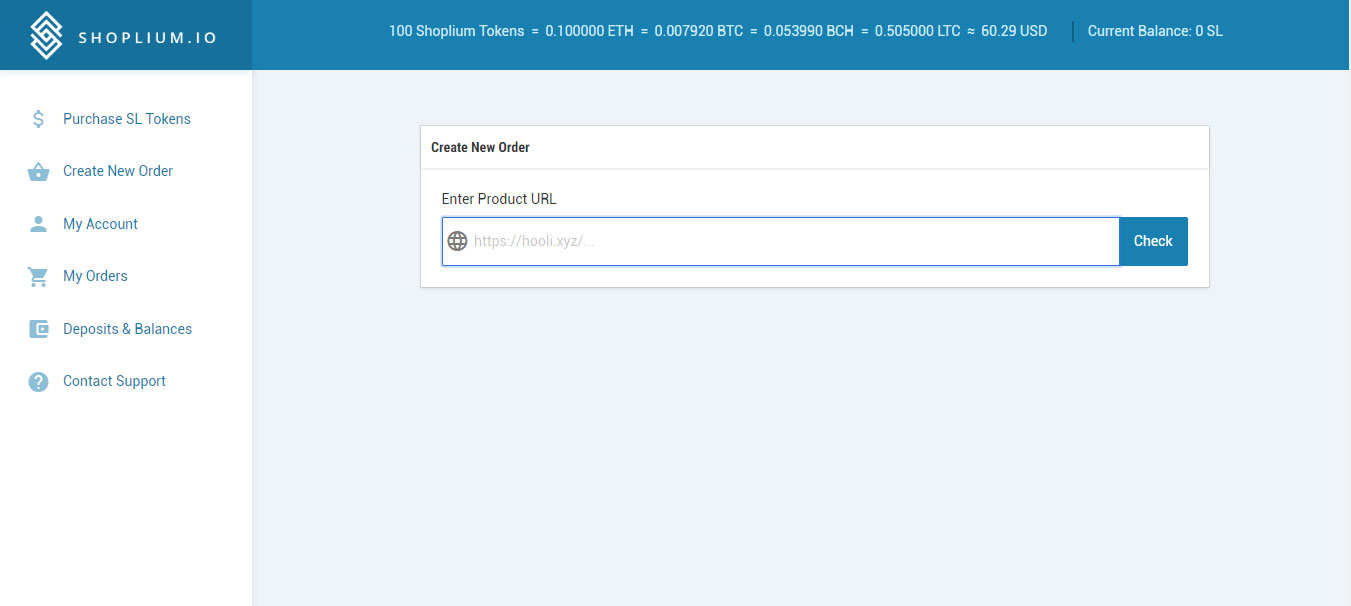 SHOPLIUM.IO
100 Shoplium Tokens = 0.100000 ETH = 0.007920 BTC = 0.053990 BCH = 0.505000 LTC ≈ 60.29 USD
Current Balance: 0 SL
Purchase SL Tokens
Create New Order
My Account
My Orders
Deposits & Balances
Contact Support
Create New Order
Enter Product URL
https://hooli.xyz/...
Check